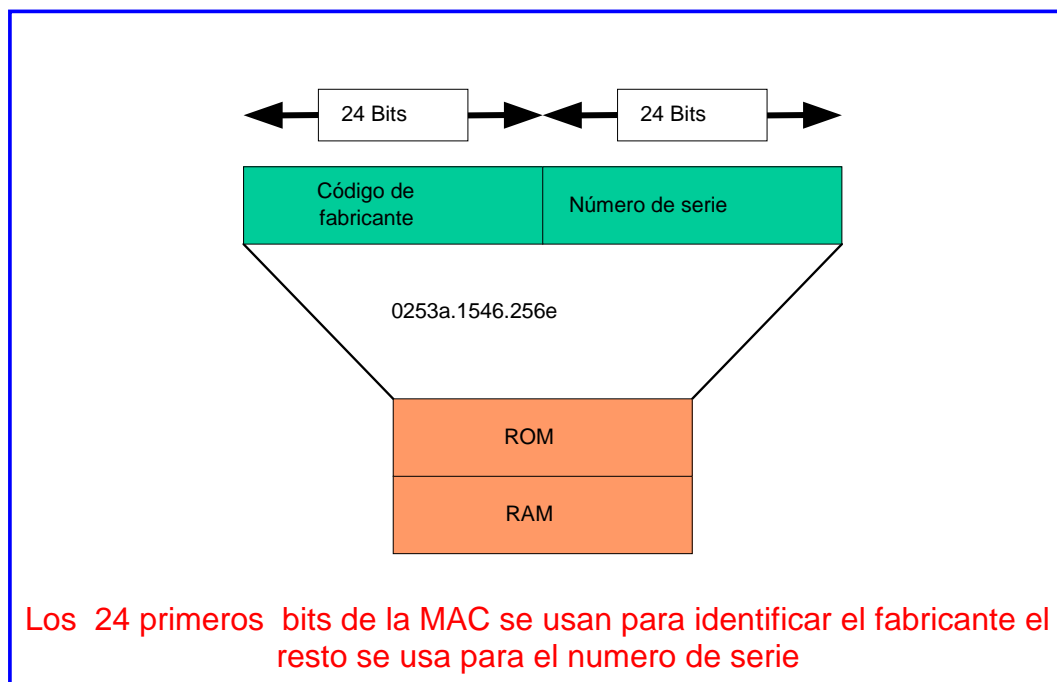 24 Bits
24 Bits
Código de
fabricante
Número de serie
0253a.1546.256e
ROM
RAM
Los 24 primeros bits de la MAC se usan para identificar el fabricante el
resto se usa para el numero de serie